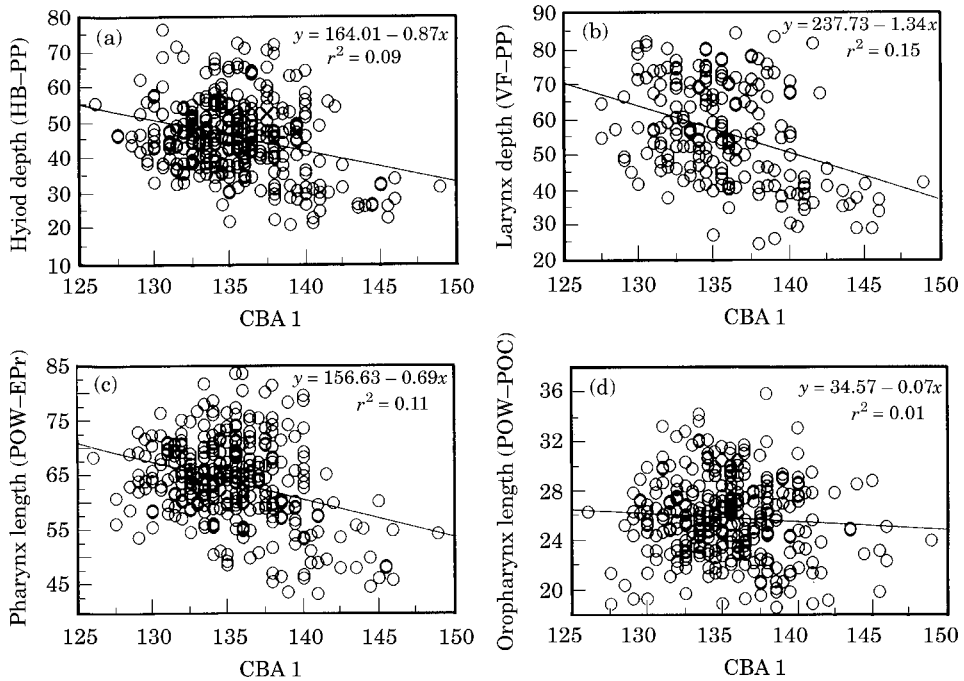 (a)
y = 164.01 – 0.87x
r² = 0.09
Hyiod depth (HB–PP)
80
70
60
50
40
30
20
10
125 130 135 140 145 150
CBA 1
(b)
y = 237.73 – 1.34x
r² = 0.15
Larynx depth (VF–PP)
90
80
70
60
50
40
30
20
125 130 135 140 145 150
CBA 1
(c)
y = 156.63 – 0.69x
r² = 0.11
Pharynx length (POW–EPr)
85
75
65
55
45
125 130 135 140 145 150
CBA 1
(d)
y = 34.57 – 0.07x
r² = 0.01
Oropharynx length (POW–POC)
36
32
28
24
20
125 130 135 140 145 150
CBA 1